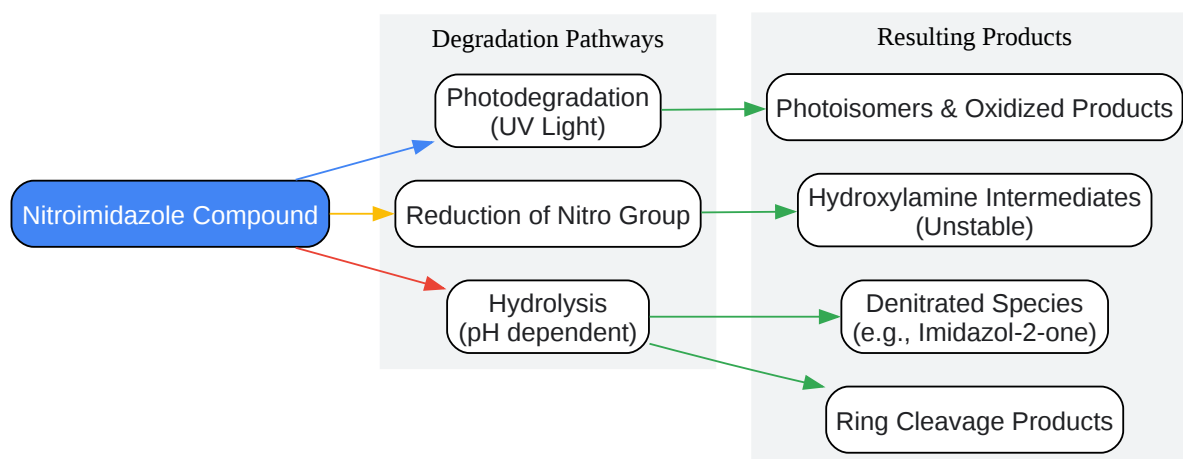 Degradation Pathways
Resulting Products
Photodegradation
(UV Light)
Photoisomers & Oxidized Products
Nitroimidazole Compound
Reduction of Nitro Group
Hydroxylamine Intermediates
(Unstable)
Hydrolysis
(pH dependent)
Denitrated Species
(e.g., Imidazol-2-one)
Ring Cleavage Products